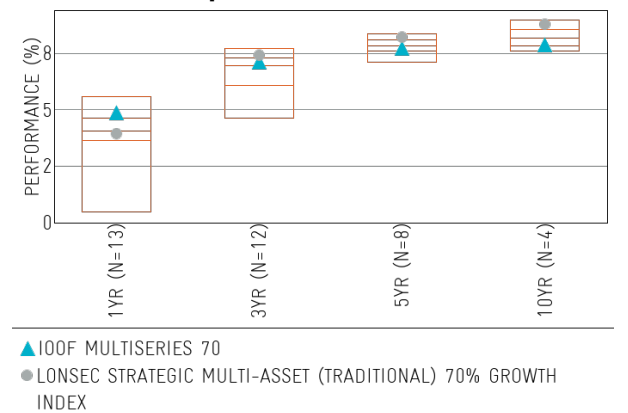 PERFORMANCE (%)
8
5
2
0
1YR (N=13)
3YR (N=12)
5YR (N=8)
10YR (N=4)
IOOF MULTISERIES 70
LONSEC STRATEGIC MULTI-ASSET (TRADITIONAL) 70% GROWTH
INDEX